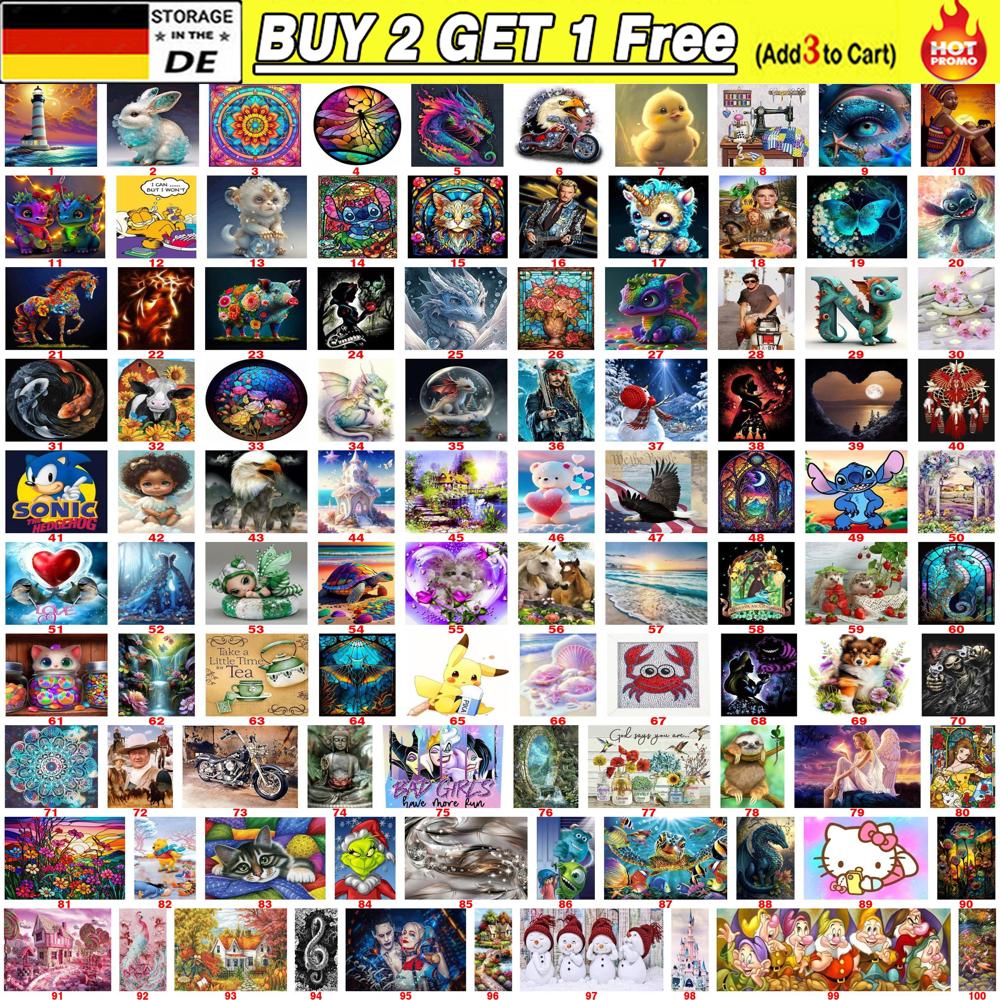 STORAGE
★ IN THE ★
DE
BUY 2 GET 1 Free
(Add 3 to Cart)
HOT
PROMO
1 2 3 4 5 6 7 8 9 10
I CAN......
BUT I WON'T
11 12 13 14 15 16 17 18 19 20
21 22 23 24 25 26 27 28 29 30
31 32 33 34 35 36 37 38 39 40
SONIC
THE HEDGEHOG
41 42 43 44 45 46 47 48 49 50
LOVE
51 52 53 54 55 56 57 58 59 60
Take a
Little Time
for
Tea
61 62 63 64 65 66 67 68 69 70
God says you are...
BAD GIRLS
have more fun
71 72 73 74 75 76 77 78 79 80
81 82 83 84 85 86 87 88 89
91 92 93 94 95 96 97 98 99 100